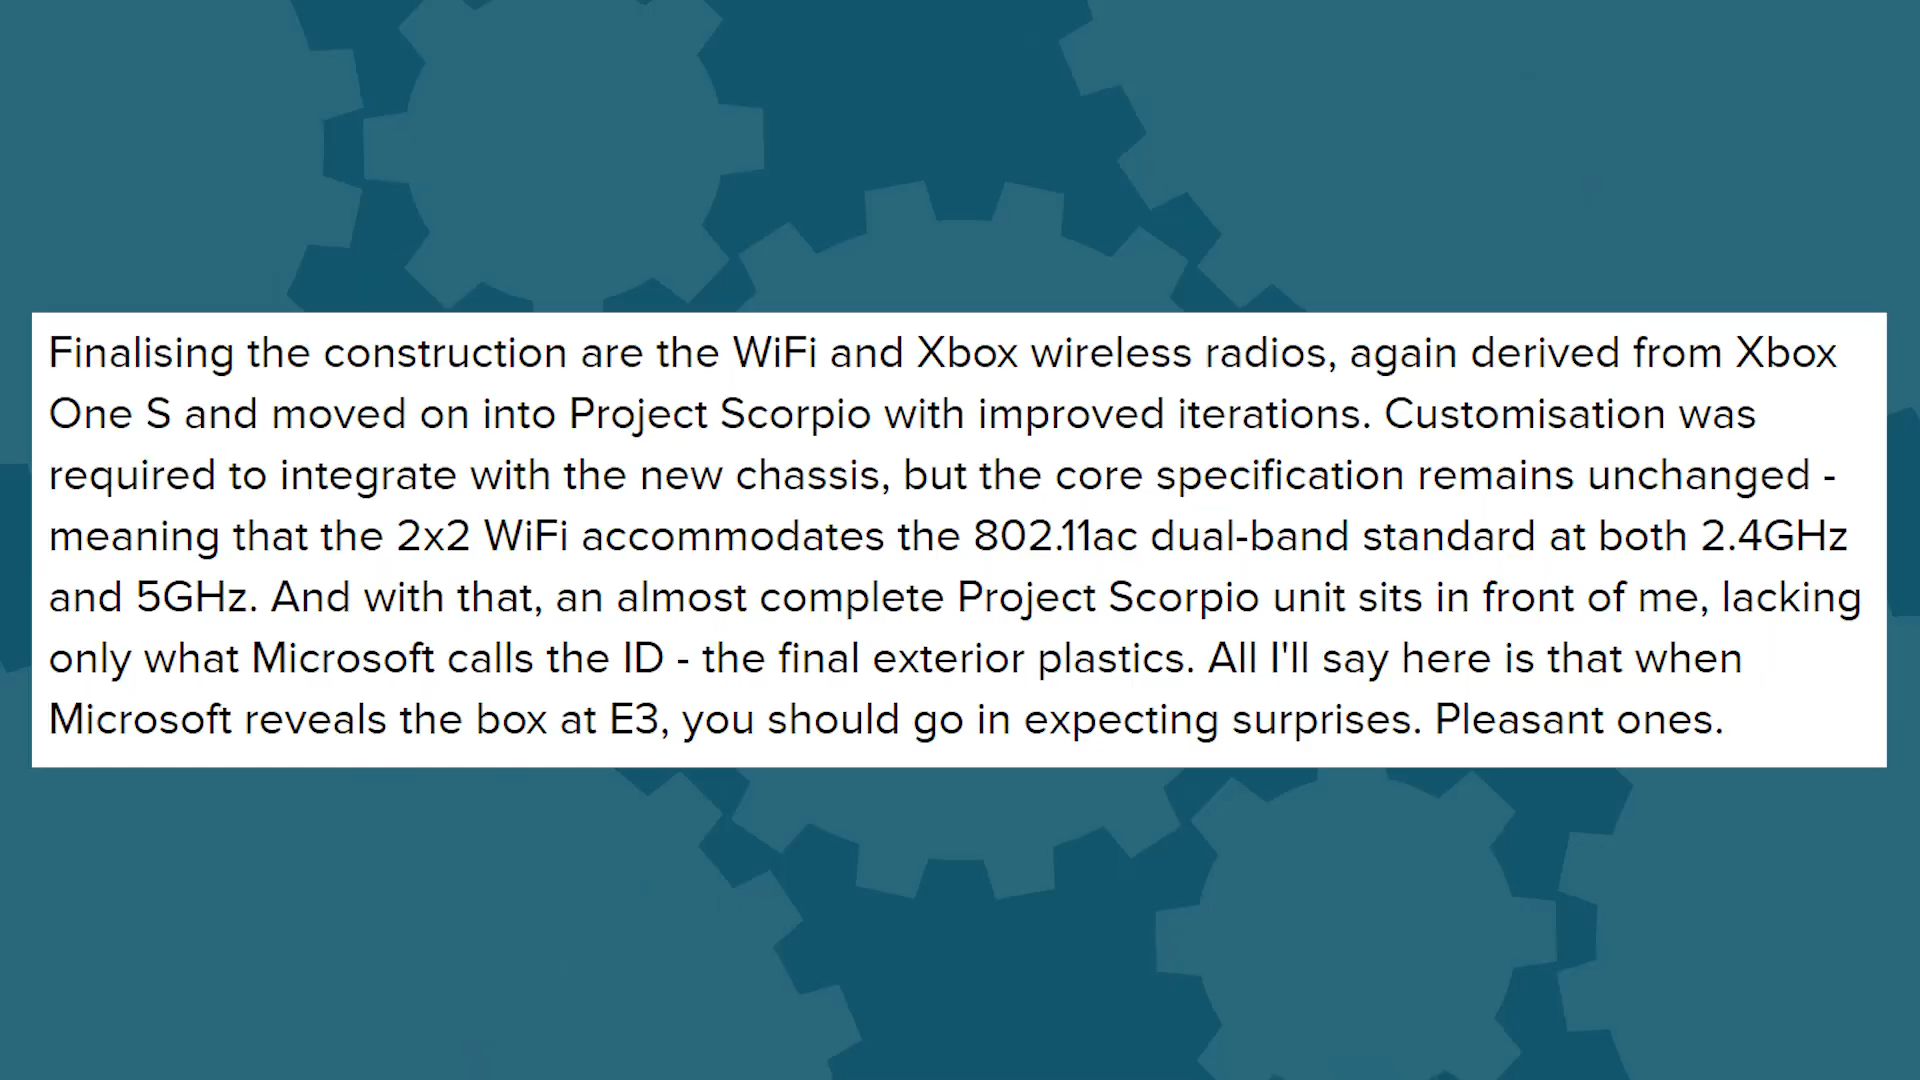 Finalising the construction are the WiFi and Xbox wireless radios, again derived from Xbox
One S and moved on into Project Scorpio with improved iterations. Customisation was
required to integrate with the new chassis, but the core specification remains unchanged -
meaning that the 2x2 WiFi accommodates the 802.11ac dual-band standard at both 2.4GHz
and 5GHz. And with that, an almost complete Project Scorpio unit sits in front of me, lacking
only what Microsoft calls the ID - the final exterior plastics. All I'll say here is that when
Microsoft reveals the box at E3, you should go in expecting surprises. Pleasant ones.